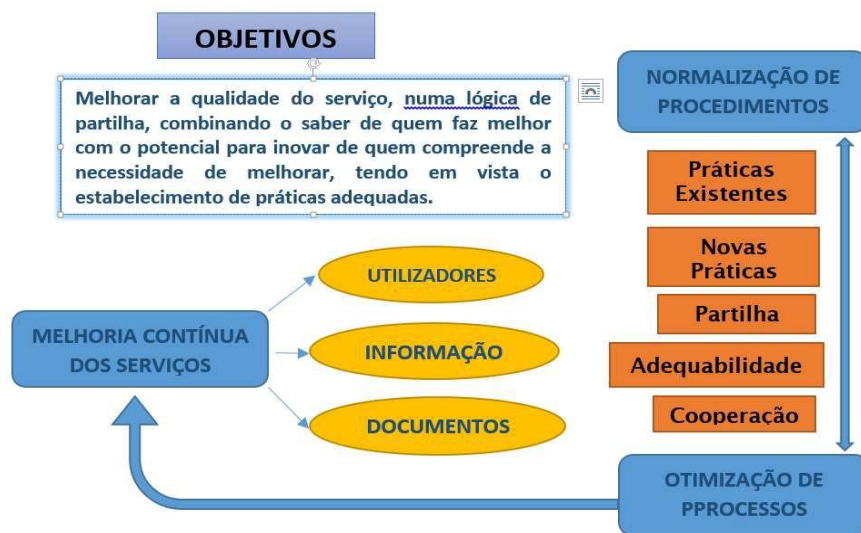 OBJETIVOS
Melhorar a qualidade do serviço, numa lógica de
partilha, combinando o saber de quem faz melhor
com o potencial para inovar de quem compreende a
necessidade de melhorar, tendo em vista o
estabelecimento de práticas adequadas.
NORMALIZAÇÃO DE
PROCEDIMENTOS
Práticas
Existentes
Novas
Práticas
Partilha
Adequabilidade
Cooperação
OTIMIZAÇÃO DE
PPROCESSOS
MELHORIA CONTÍNUA
DOS SERVIÇOS
UTILIZADORES
INFORMAÇÃO
DOCUMENTOS